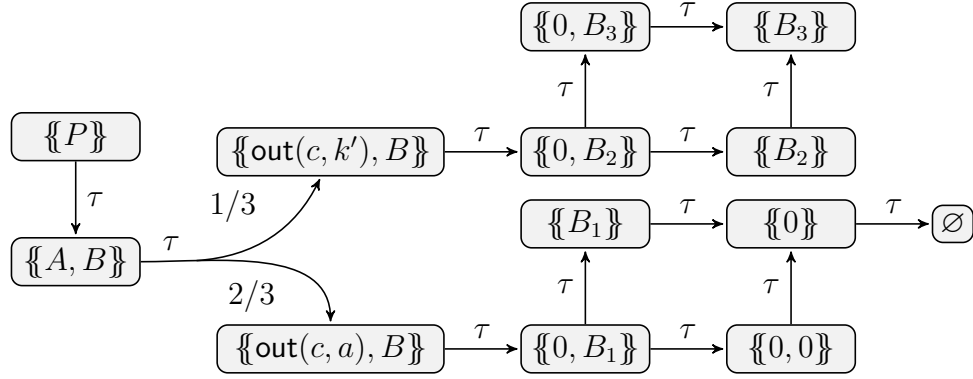 {{0, B₃}} τ {{B₃}}
τ τ
{{P}} {{out(c, k′), B}} τ {{0, B₂}} τ {{B₂}}
τ 1/3
{{B₁}} τ {{0}} τ ∅
{{A, B}} τ
2/3 τ τ
{{out(c, a), B}} τ {{0, B₁}} τ {{0, 0}}